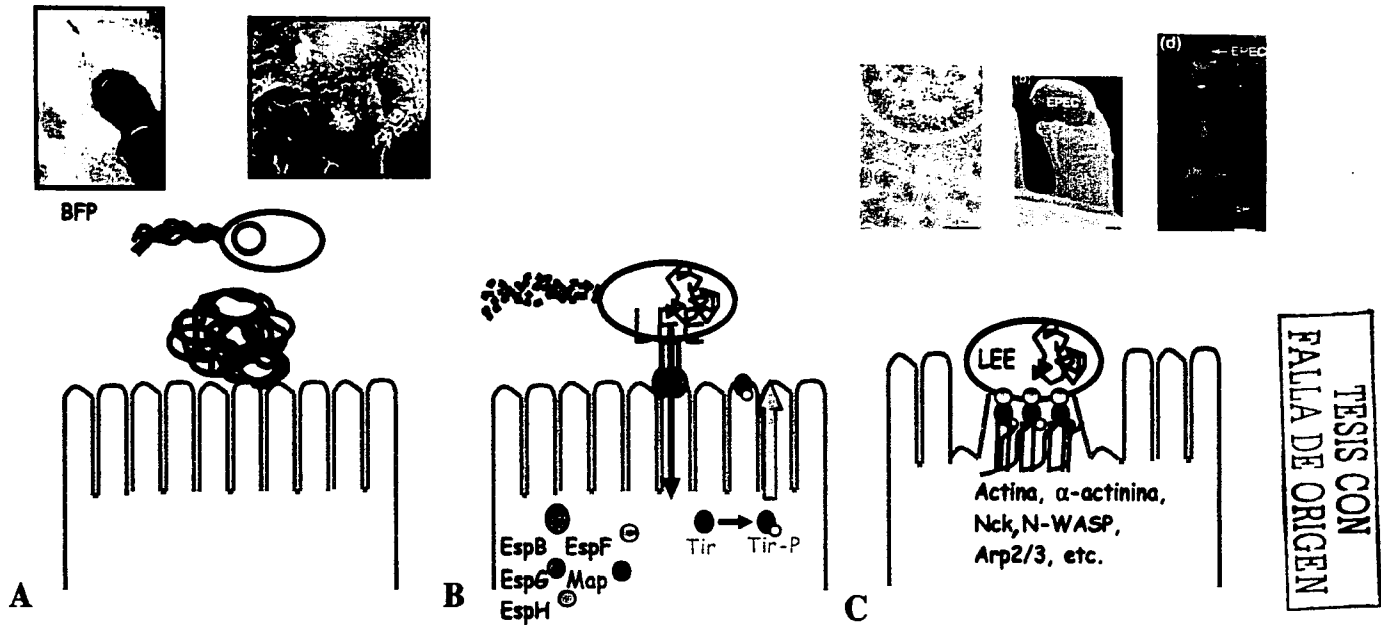 BFP
A
EspB EspF
EspG Map
EspH
Tir
Tir-P
B
(d)
EPEC
EPEC
LEE
Actina, α-actinina,
Nck, N-WASP,
Arp2/3, etc.
C
TESIS CON
FALLA DE ORIGEN